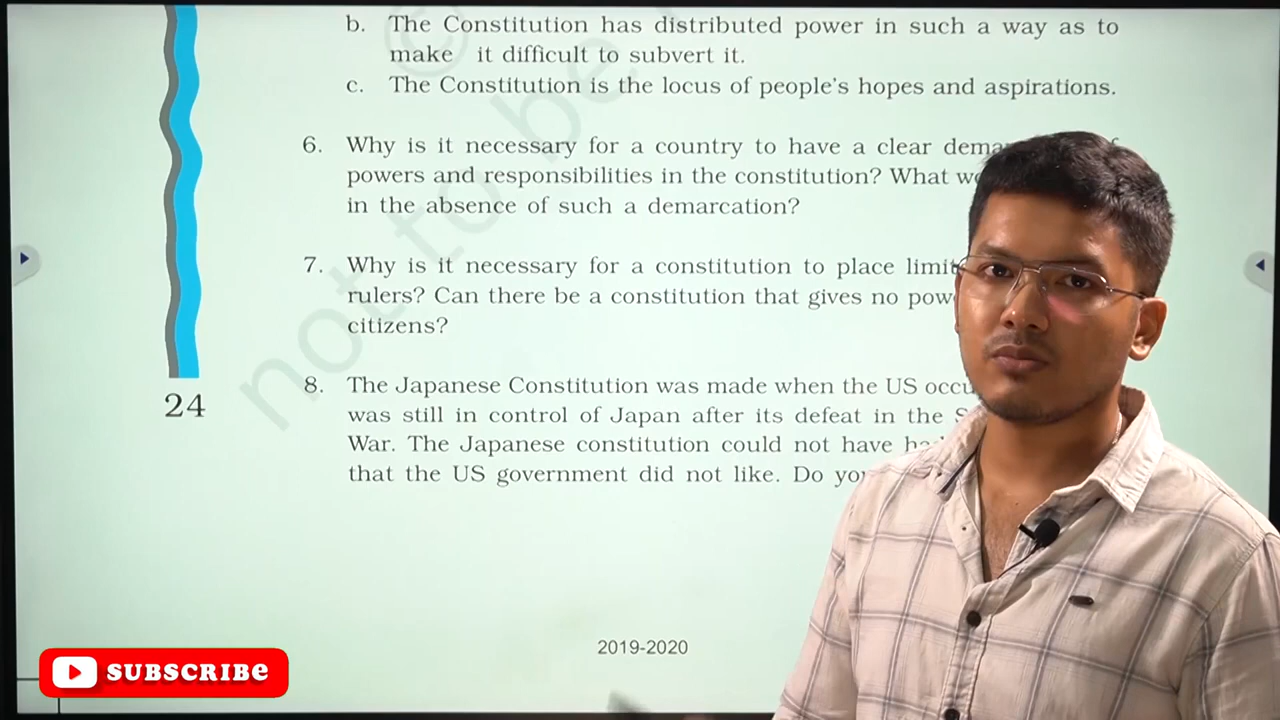 b. The Constitution has distributed power in such a way as to
make it difficult to subvert it.
c. The Constitution is the locus of people's hopes and aspirations.
6. Why is it necessary for a country to have a clear
powers and responsibilities in the constitution? What
in the absence of such a demarcation?
7. Why is it necessary for a constitution to place
rulers? Can there be a constitution that gives no
citizens?
8. The Japanese Constitution was made when the US
was still in control of Japan after its defeat in the
War. The Japanese constitution could not have
that the US government did not like. Do
24
not to be
©
2019-2020
SUBSCRIBE